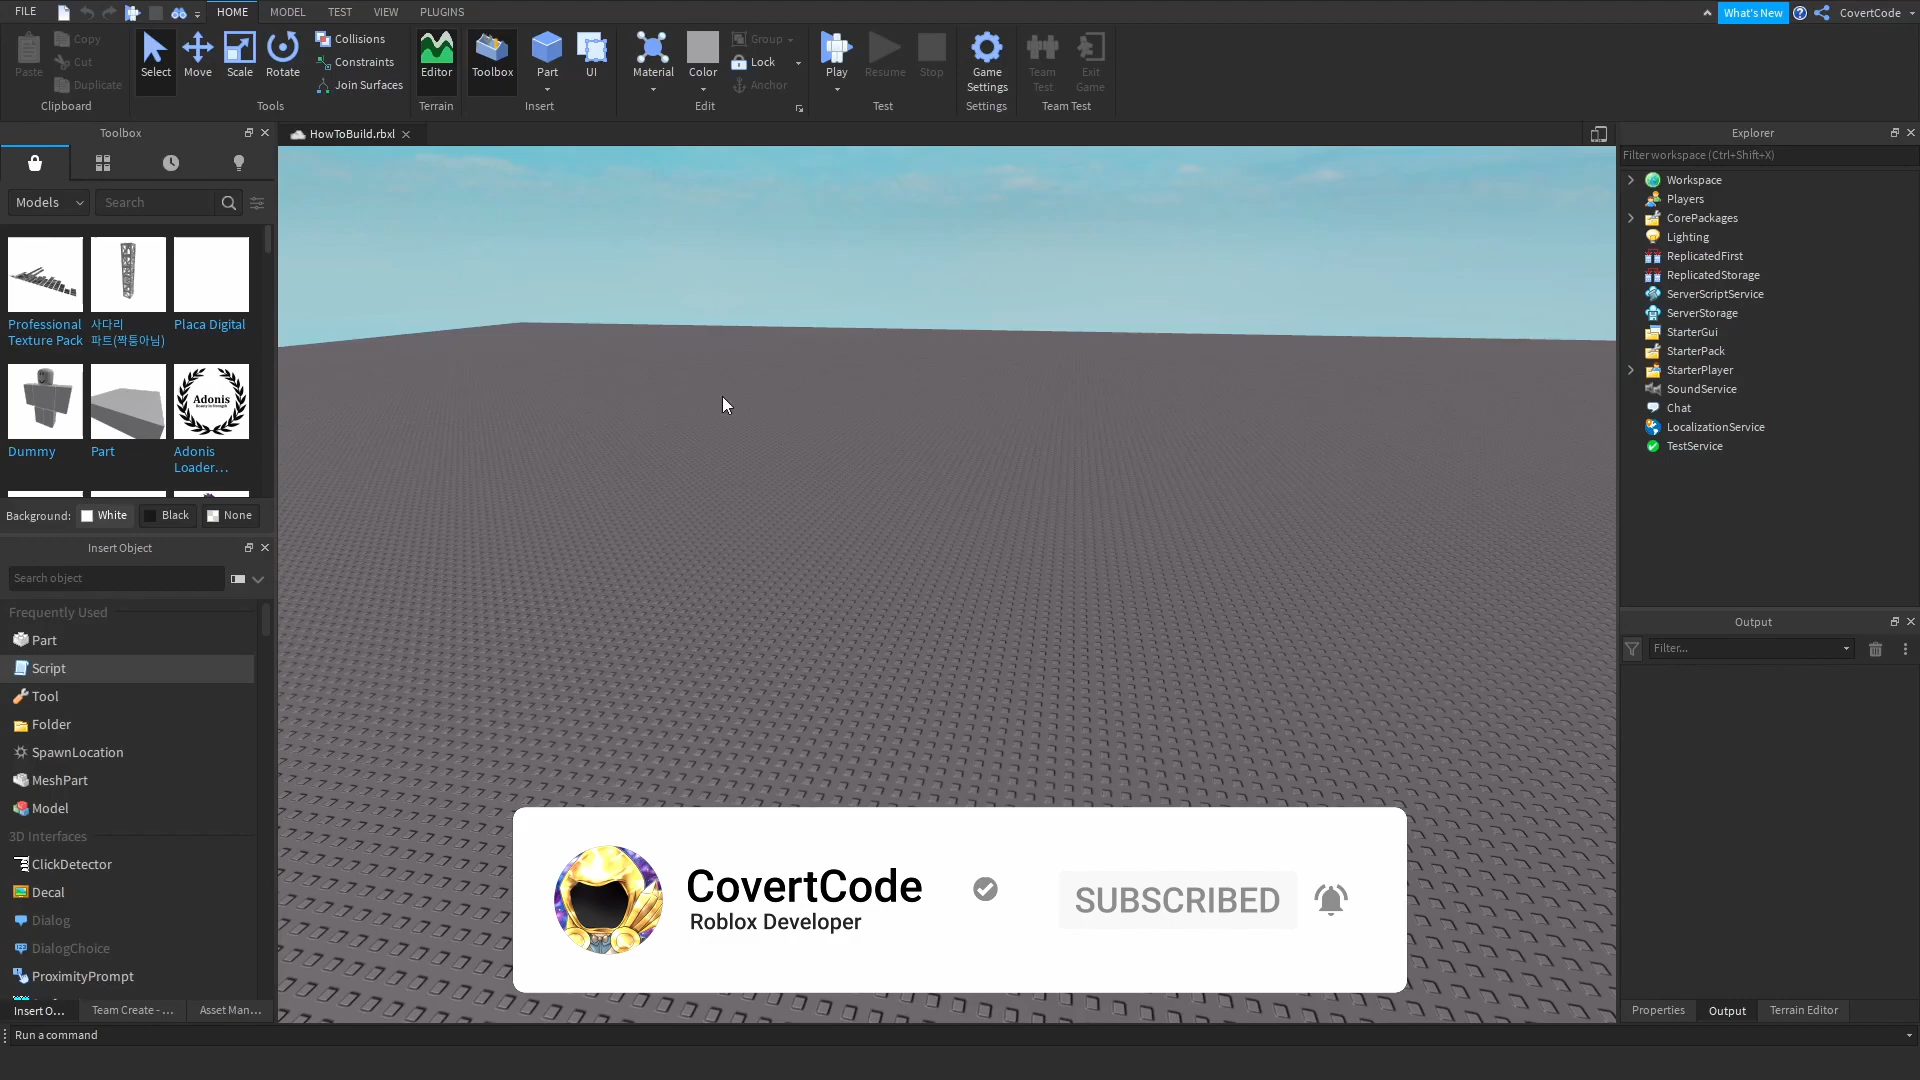 FILE
HOME
MODEL
TEST
VIEW
PLUGINS
What's New
CovertCode
Paste
Copy
Cut
Duplicate
Clipboard
Select
Move
Scale
Rotate
Collisions
Constraints
Join Surfaces
Tools
Editor
Terrain
Toolbox
Part
UI
Insert
Material
Color
Group
Lock
Anchor
Edit
Play
Resume
Stop
Test
Game
Settings
Settings
Team
Test
Exit
Game
Team Test
Toolbox
Models
Search
Professional
Texture Pack
사다리
파트(짝퉁아님)
Placa Digital
Dummy
Part
Adonis
Adonis
Loader...
Background:
White
Black
None
Insert Object
Search object
Frequently Used
Part
Script
Tool
Folder
SpawnLocation
MeshPart
Model
3D Interfaces
ClickDetector
Decal
Dialog
DialogChoice
ProximityPrompt
Insert O...
Team Create - ...
Asset Man...
Run a command
HowToBuild.rbxl
CovertCode
Roblox Developer
SUBSCRIBED
Explorer
Filter workspace (Ctrl+Shift+X)
Workspace
Players
CorePackages
Lighting
ReplicatedFirst
ReplicatedStorage
ServerScriptService
ServerStorage
StarterGui
StarterPack
StarterPlayer
SoundService
Chat
LocalizationService
TestService
Output
Filter...
Properties
Output
Terrain Editor